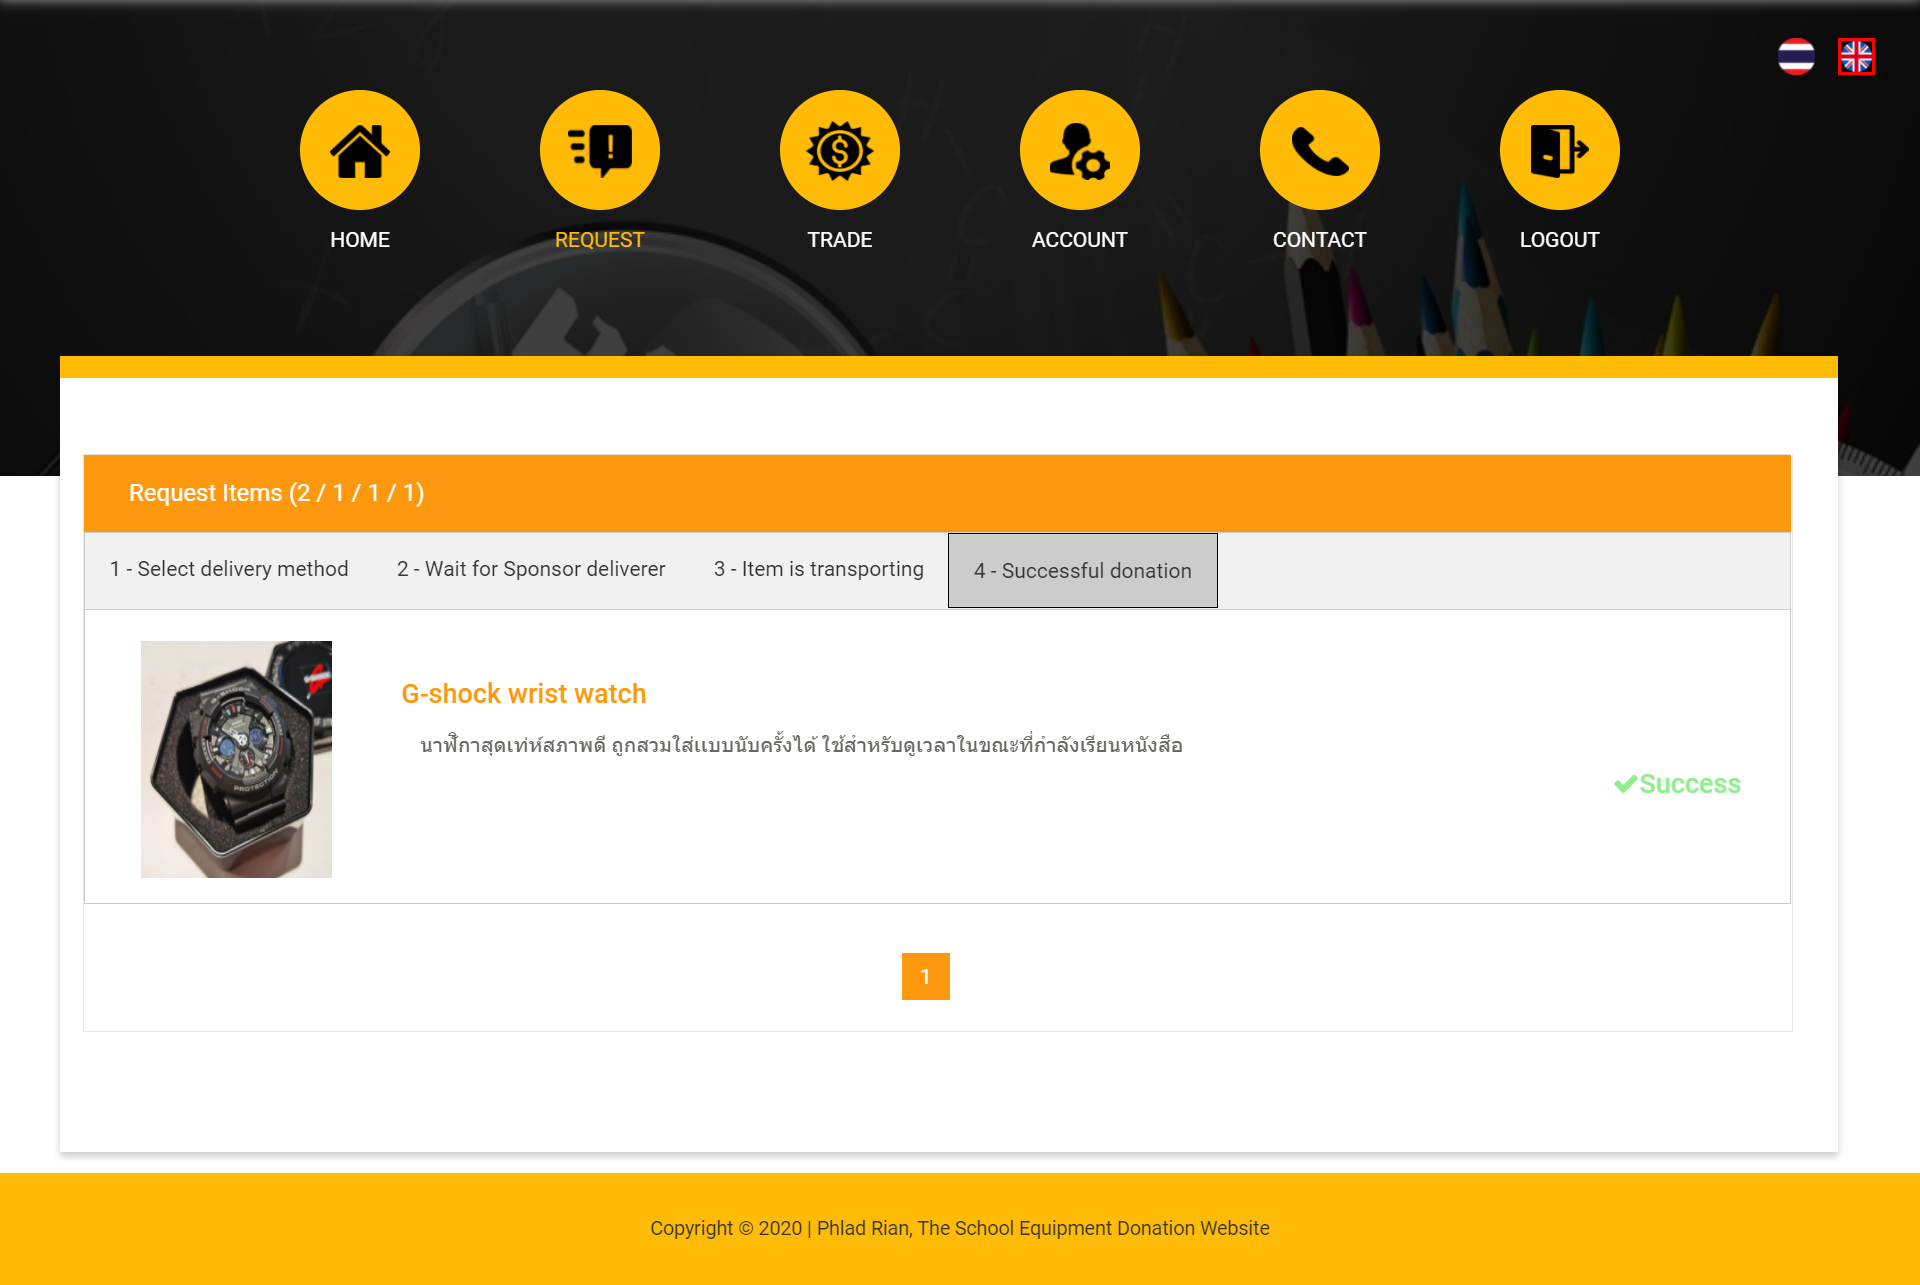 HOME
REQUEST
TRADE
ACCOUNT
CONTACT
LOGOUT
Request Items (2 / 1 / 1 / 1)
1 - Select delivery method
2 - Wait for Sponsor deliverer
3 - Item is transporting
4 - Successful donation
G-SHOCK
PROTECTION
G-shock wrist watch
นาฬิกาสุดเท่ห์สภาพดี ถูกสวมใส่แบบนับครั้งได้ ใช้สำหรับดูเวลาในขณะที่กำลังเรียนหนังสือ
Success
1
Copyright © 2020 | Phlad Rian, The School Equipment Donation Website